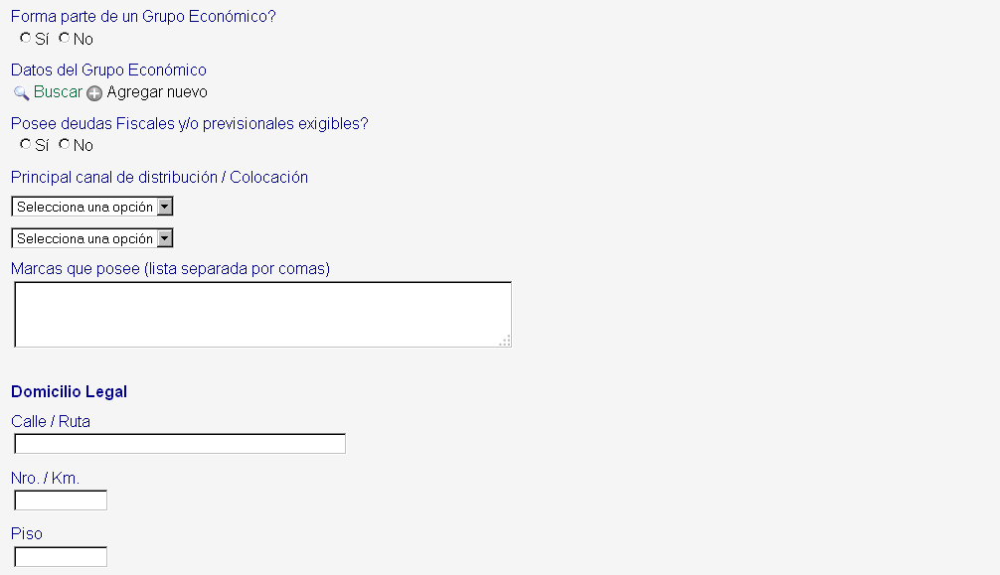 Forma parte de un Grupo Económico?
Sí No
Datos del Grupo Económico
Buscar Agregar nuevo
Posee deudas Fiscales y/o previsionales exigibles?
Sí No
Principal canal de distribución / Colocación
Selecciona una opción
Selecciona una opción
Marcas que posee (lista separada por comas)
Domicilio Legal
Calle / Ruta
Nro. / Km.
Piso